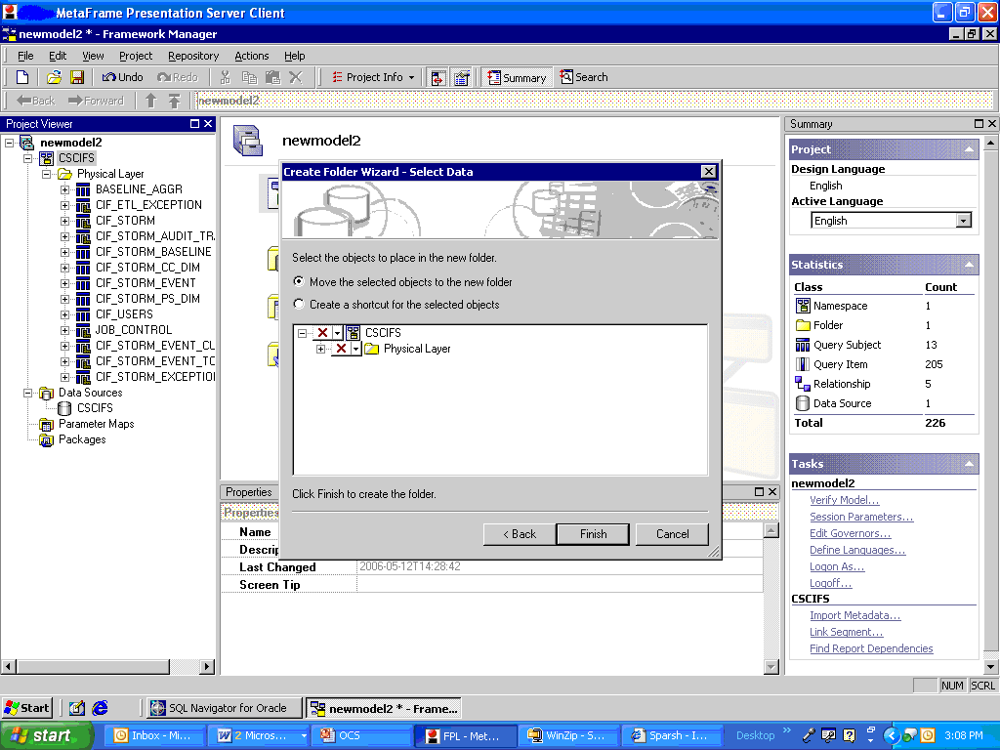 MetaFrame Presentation Server Client
newmodel2 * - Framework Manager
File Edit View Project Repository Actions Help
Undo Redo Project Info Summary Search
Back Forward newmodel2
Project Viewer
newmodel2
CSCIFS
Physical Layer
BASELINE_AGGR
CIF_ETL_EXCEPTION
CIF_STORM
CIF_STORM_AUDIT_TR
CIF_STORM_BASELINE
CIF_STORM_CC_DIM
CIF_STORM_EVENT
CIF_STORM_PS_DIM
CIF_USERS
JOB_CONTROL
CIF_STORM_EVENT_CL
CIF_STORM_EVENT_TC
CIF_STORM_EXCEPTIO
Data Sources
CSCIFS
Parameter Maps
Packages
newmodel2
Create Folder Wizard - Select Data
Select the objects to place in the new folder.
Move the selected objects to the new folder
Create a shortcut for the selected objects
CSCIFS
Physical Layer
Click Finish to create the folder.
< Back Finish Cancel
Properties
Properties
Name
Descrip
Last Changed 2006-05-12T14:28:42
Screen Tip
Summary
Project
Design Language
English
Active Language
English
Statistics
Class Count
Namespace 1
Folder 1
Query Subject 13
Query Item 205
Relationship 5
Data Source 1
Total 226
Tasks
newmodel2
Verify Model...
Session Parameters...
Edit Governors...
Define Languages...
Logon As...
Logoff...
CSCIFS
Import Metadata...
Link Segment...
Find Report Dependencies
NUM SCRL
Start SQL Navigator for Oracle newmodel2 * - Frame...
start Inbox - Mi... 2 Micros... OCS FPL - Met... WinZip - S... Sparsh - I... Desktop » 3:08 PM